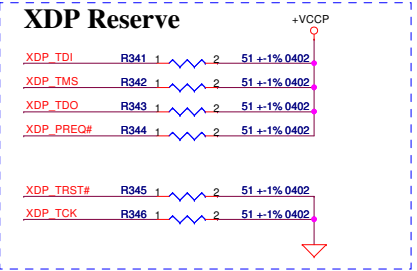 XDP Reserve
+VCCP
XDP_TDI R341 1 2 51 +-1% 0402
XDP_TMS R342 1 2 51 +-1% 0402
XDP_TDO R343 1 2 51 +-1% 0402
XDP_PREQ# R344 1 2 51 +-1% 0402
XDP_TRST# R345 1 2 51 +-1% 0402
XDP_TCK R346 1 2 51 +-1% 0402